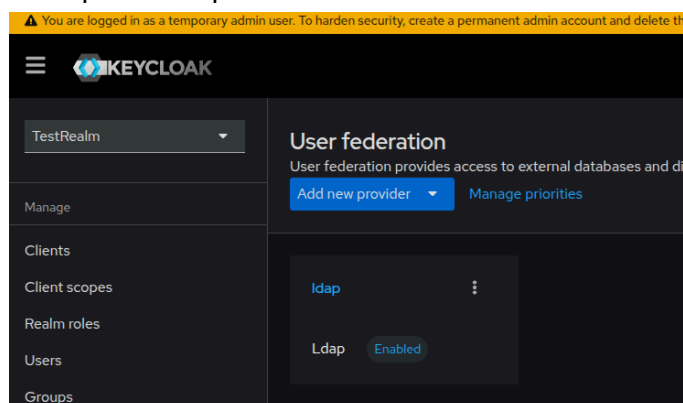 You are logged in as a temporary admin user. To harden security, create a permanent admin account and delete th
KEYCLOAK
TestRealm
User federation
User federation provides access to external databases and di
Add new provider
Manage priorities
Manage
Clients
Client scopes
ldap
Realm roles
Ldap
Enabled
Users
Groups